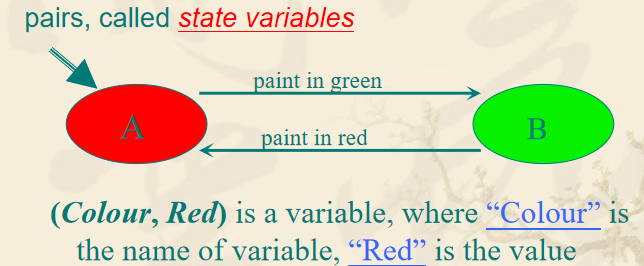 pairs, called state variables
paint in green
A
B
paint in red
(Colour, Red) is a variable, where “Colour” is
the name of variable, “Red” is the value